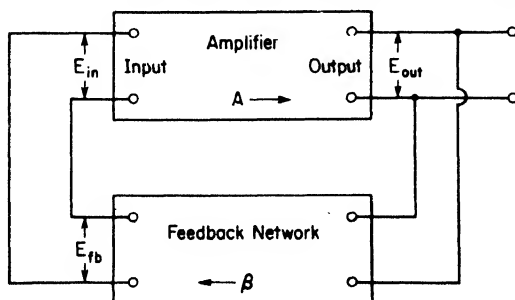 Amplifier
E_in Input Output E_out
A
Feedback Network
E_fb
β